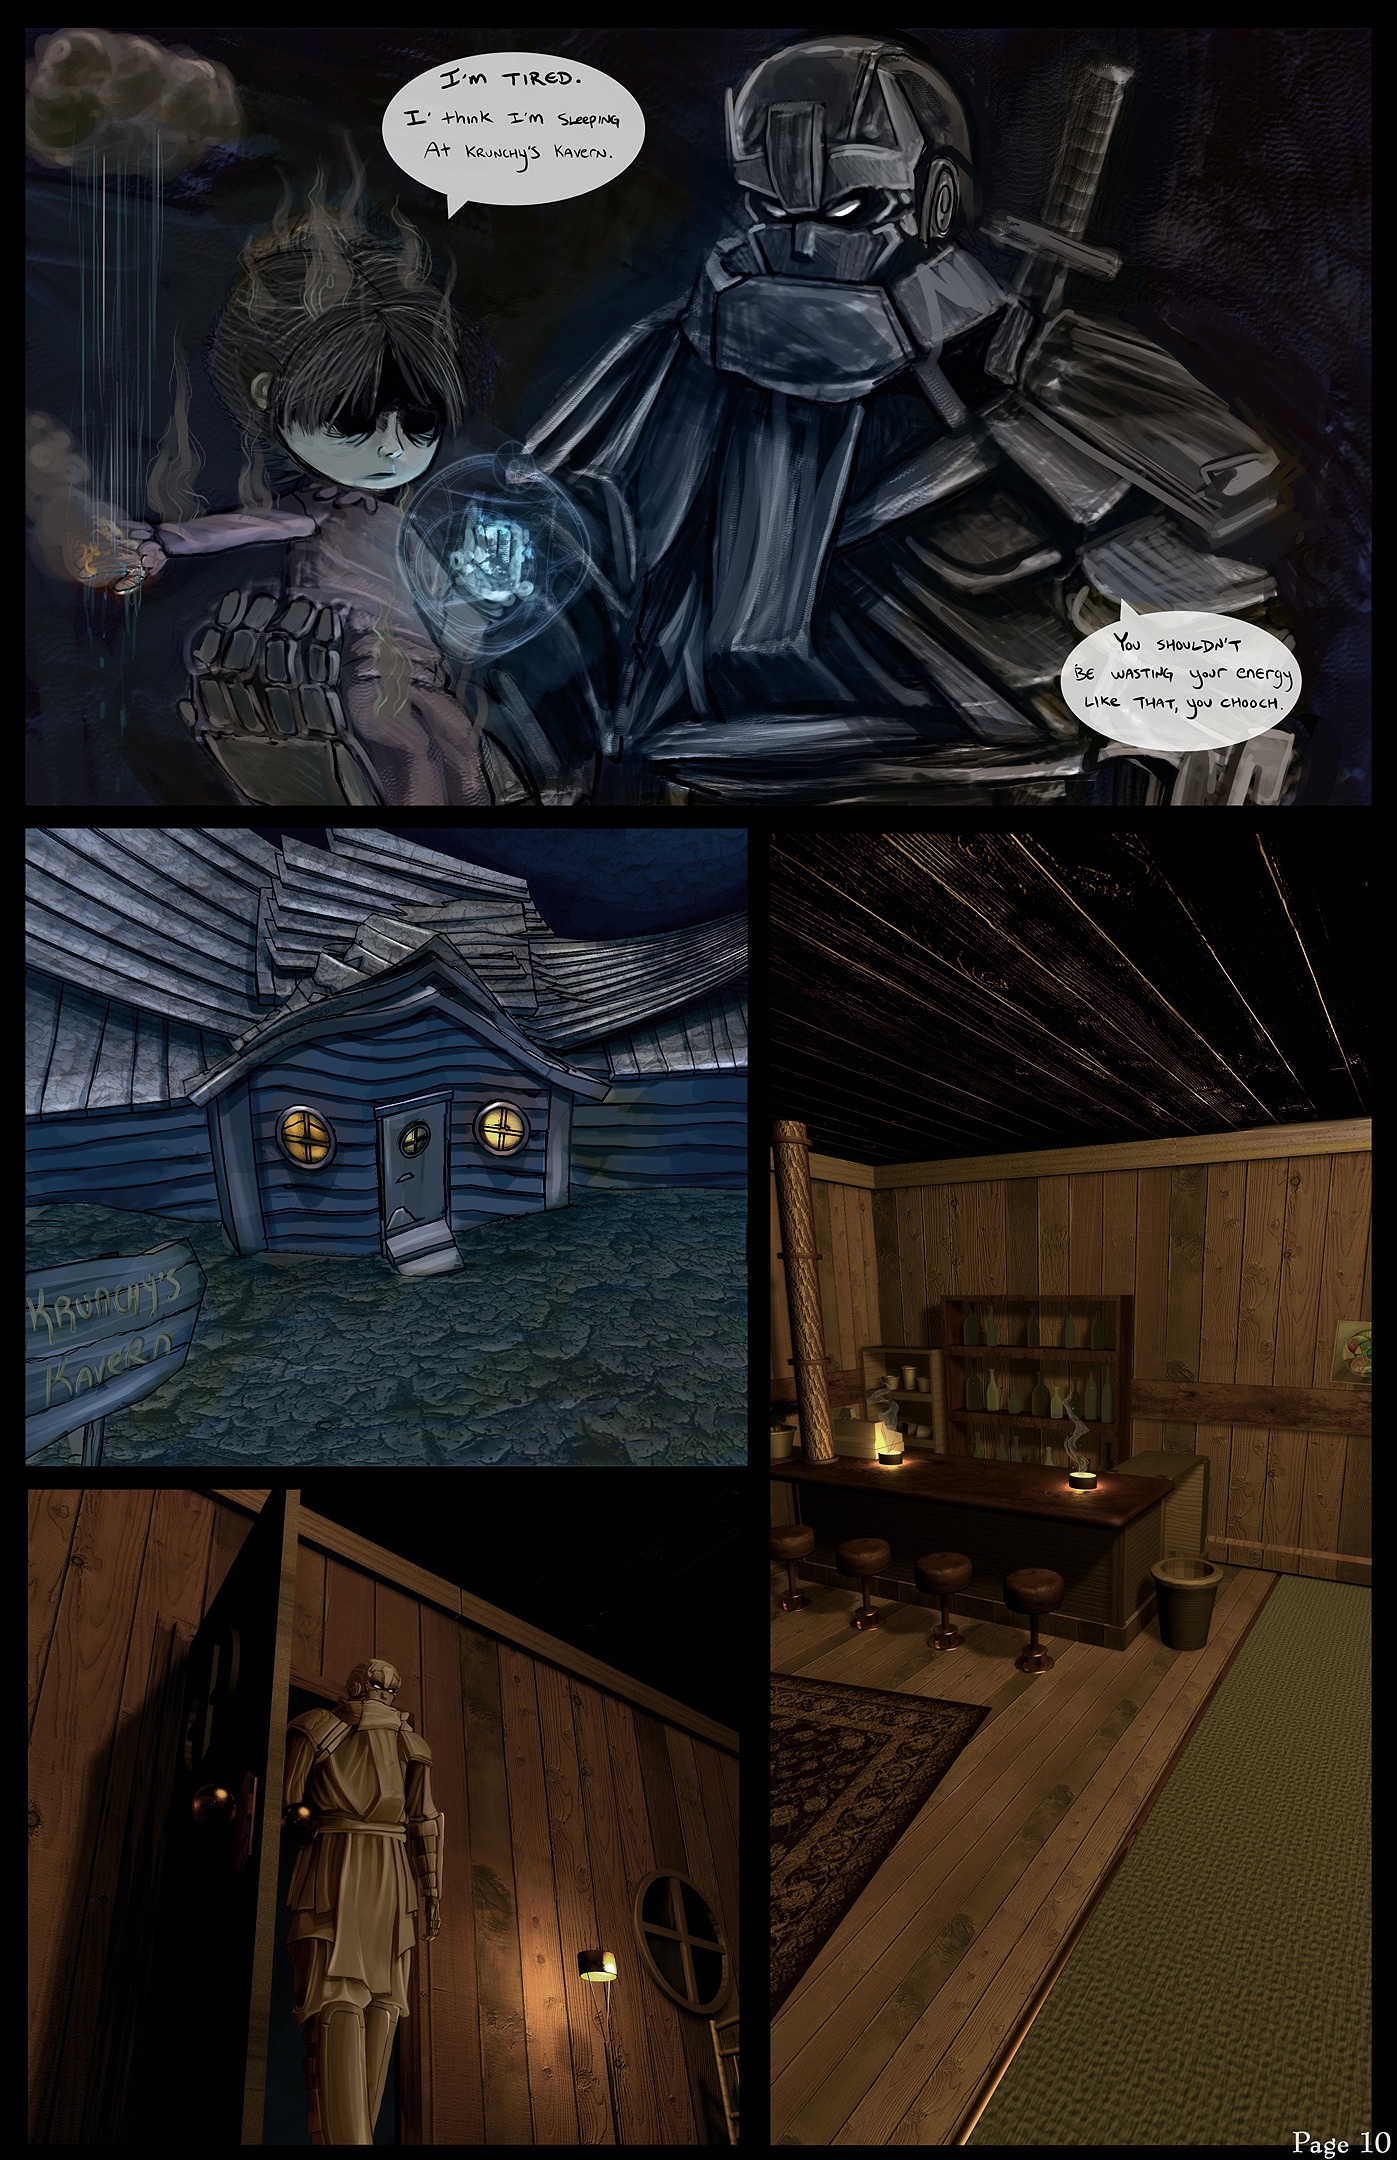 I'm TIRED.
I' think I'm Sleeping
At KRUNCHY'S KAVERN.
YOU SHOULDN'T
BE WASTING your energy
LIKE THAT, you CHOOCH.
KRUNCHY'S
KAVERN
Page 10